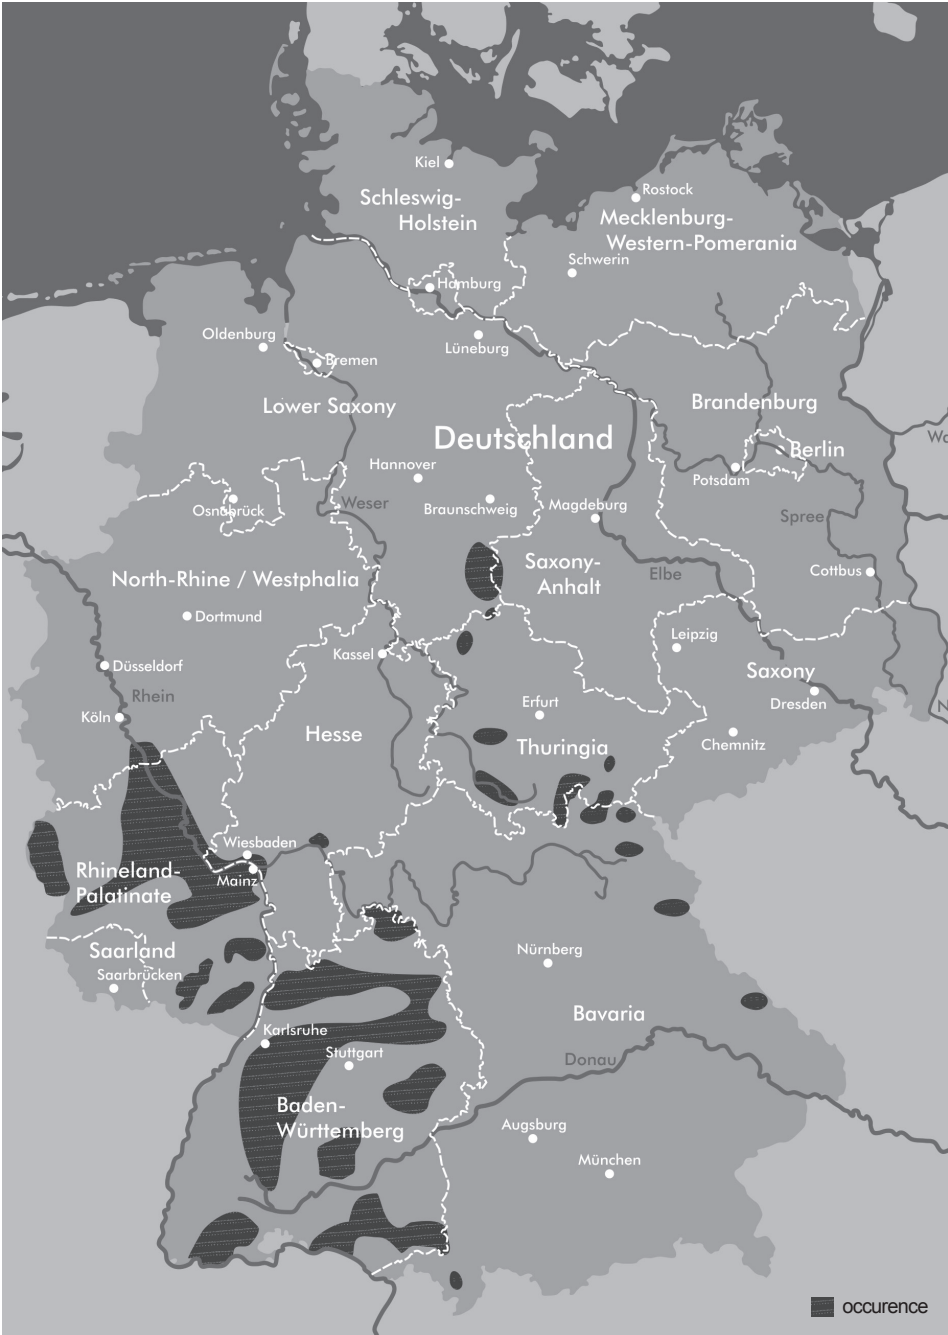 Kiel
Schleswig-
Holstein
Rostock
Mecklenburg-
Western-Pomerania
Schwerin
Hamburg
Oldenburg
Lüneburg
Bremen
Lower Saxony
Brandenburg
Deutschland
Berlin
Hannover
Potsdam
Osnabrück
Weser
Braunschweig
Magdeburg
Spree
North-Rhine / Westphalia
Saxony-
Anhalt
Elbe
Cottbus
Dortmund
Leipzig
Kassel
Düsseldorf
Saxony
Rhein
Dresden
Köln
Erfurt
Hesse
Thuringia
Chemnitz
Wiesbaden
Rhineland-
Palatinate
Mainz
Saarland
Saarbrücken
Nürnberg
Bavaria
Karlsruhe
Stuttgart
Donau
Baden-
Württemberg
Augsburg
München
occurence